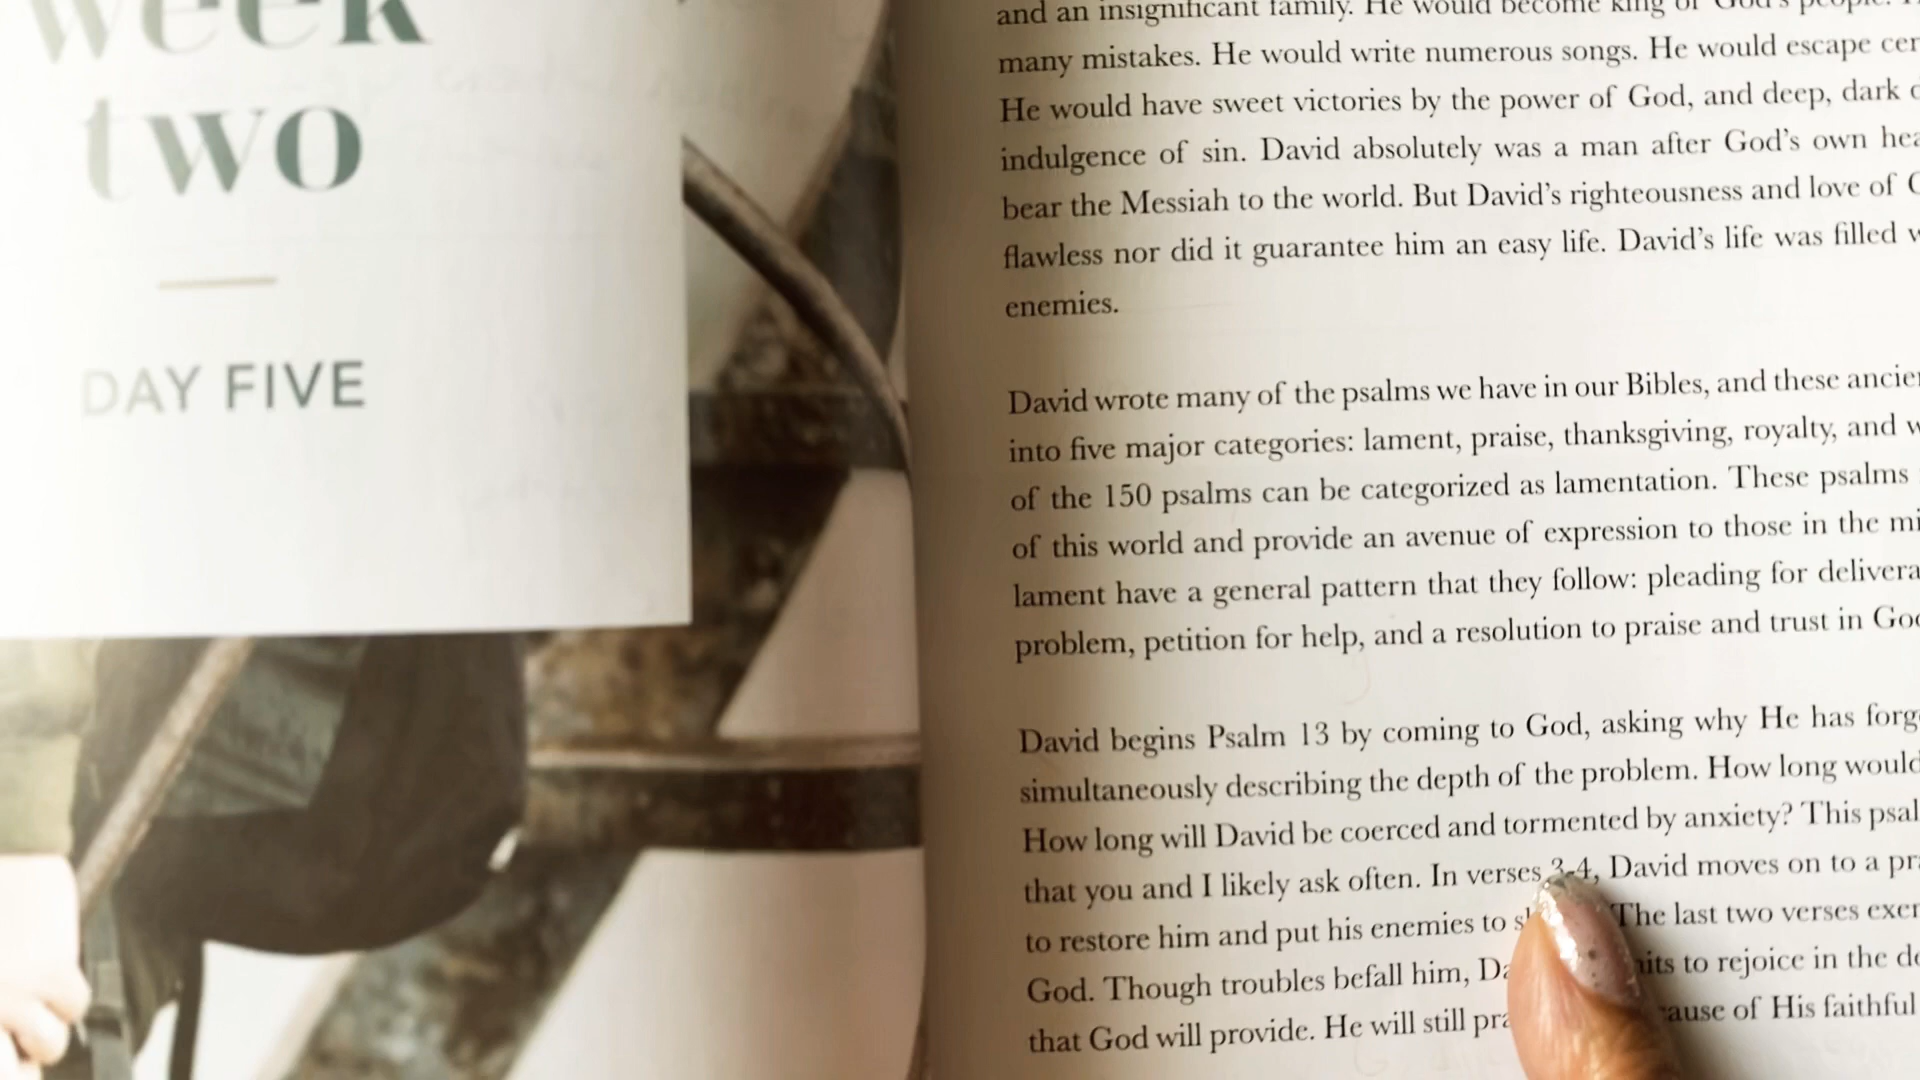 week
two
DAY FIVE
and an insignificant family. He would become king of God's people.
many mistakes. He would write numerous songs. He would escape
He would have sweet victories by the power of God, and deep, dark
indulgence of sin. David absolutely was a man after God's own
bear the Messiah to the world. But David's righteousness and love of
flawless nor did it guarantee him an easy life. David's life was filled
enemies.
David wrote many of the psalms we have in our Bibles, and these
into five major categories: lament, praise, thanksgiving, royalty, and
of the 150 psalms can be categorized as lamentation. These psalms
of this world and provide an avenue of expression to those in the
lament have a general pattern that they follow: pleading for
problem, petition for help, and a resolution to praise and trust in
David begins Psalm 13 by coming to God, asking why He has
simultaneously describing the depth of the problem. How long would
How long will David be coerced and tormented by anxiety? This
that you and I likely ask often. In verses 3-4, David moves on to a
to restore him and put his enemies to The last two verses
God. Though troubles befall him, to rejoice in the
that God will provide. He will still of His